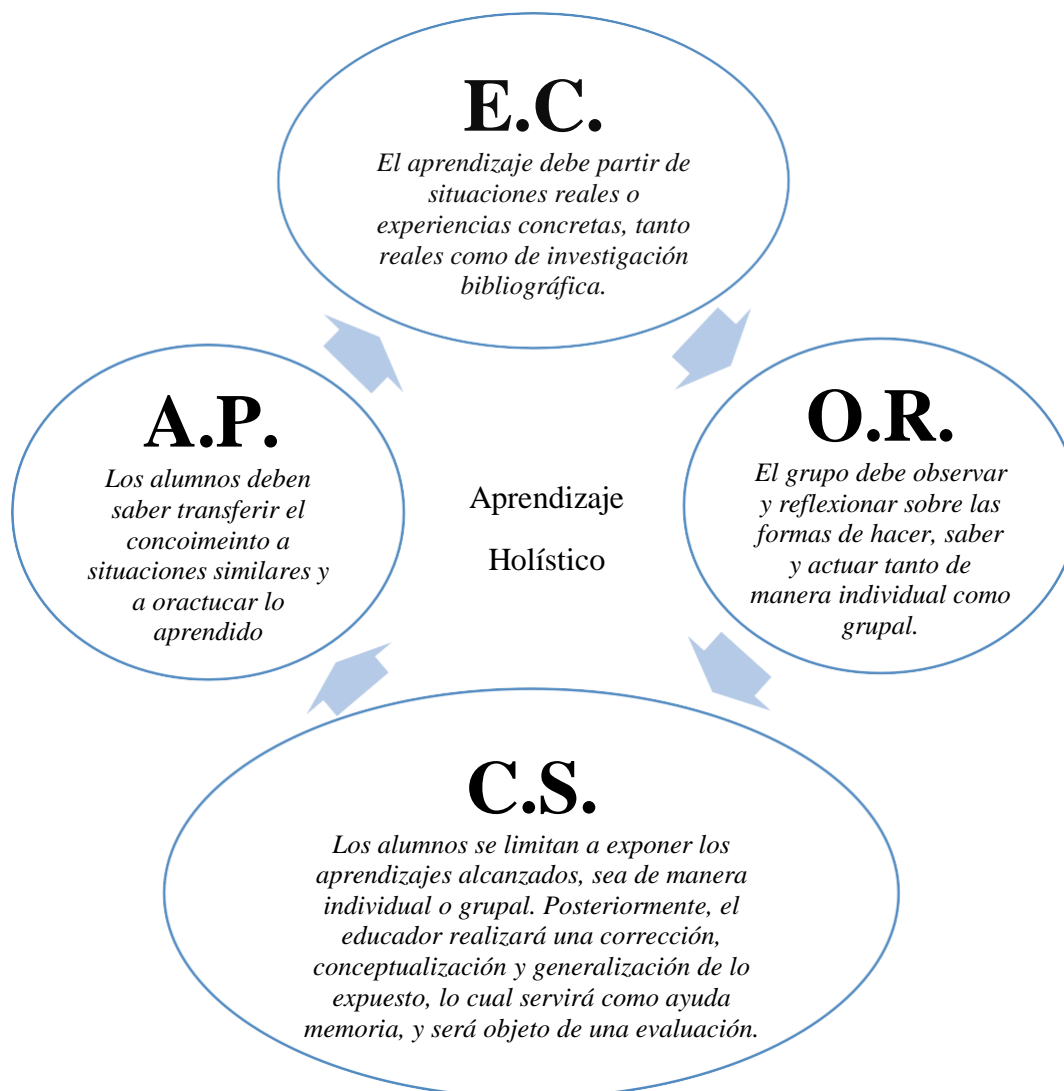 E.C.
El aprendizaje debe partir de
situaciones reales o
experiencias concretas, tanto
reales como de investigación
bibliográfica.
A.P.
Los alumnos deben
saber transferir el
concoimeinto a
situaciones similares y
a oractucar lo
aprendido
Aprendizaje
Holístico
O.R.
El grupo debe observar
y reflexionar sobre las
formas de hacer, saber
y actuar tanto de
manera individual como
grupal.
C.S.
Los alumnos se limitan a exponer los
aprendizajes alcanzados, sea de manera
individual o grupal. Posteriormente, el
educador realizará una corrección,
conceptualización y generalización de lo
expuesto, lo cual servirá como ayuda
memoria, y será objeto de una evaluación.